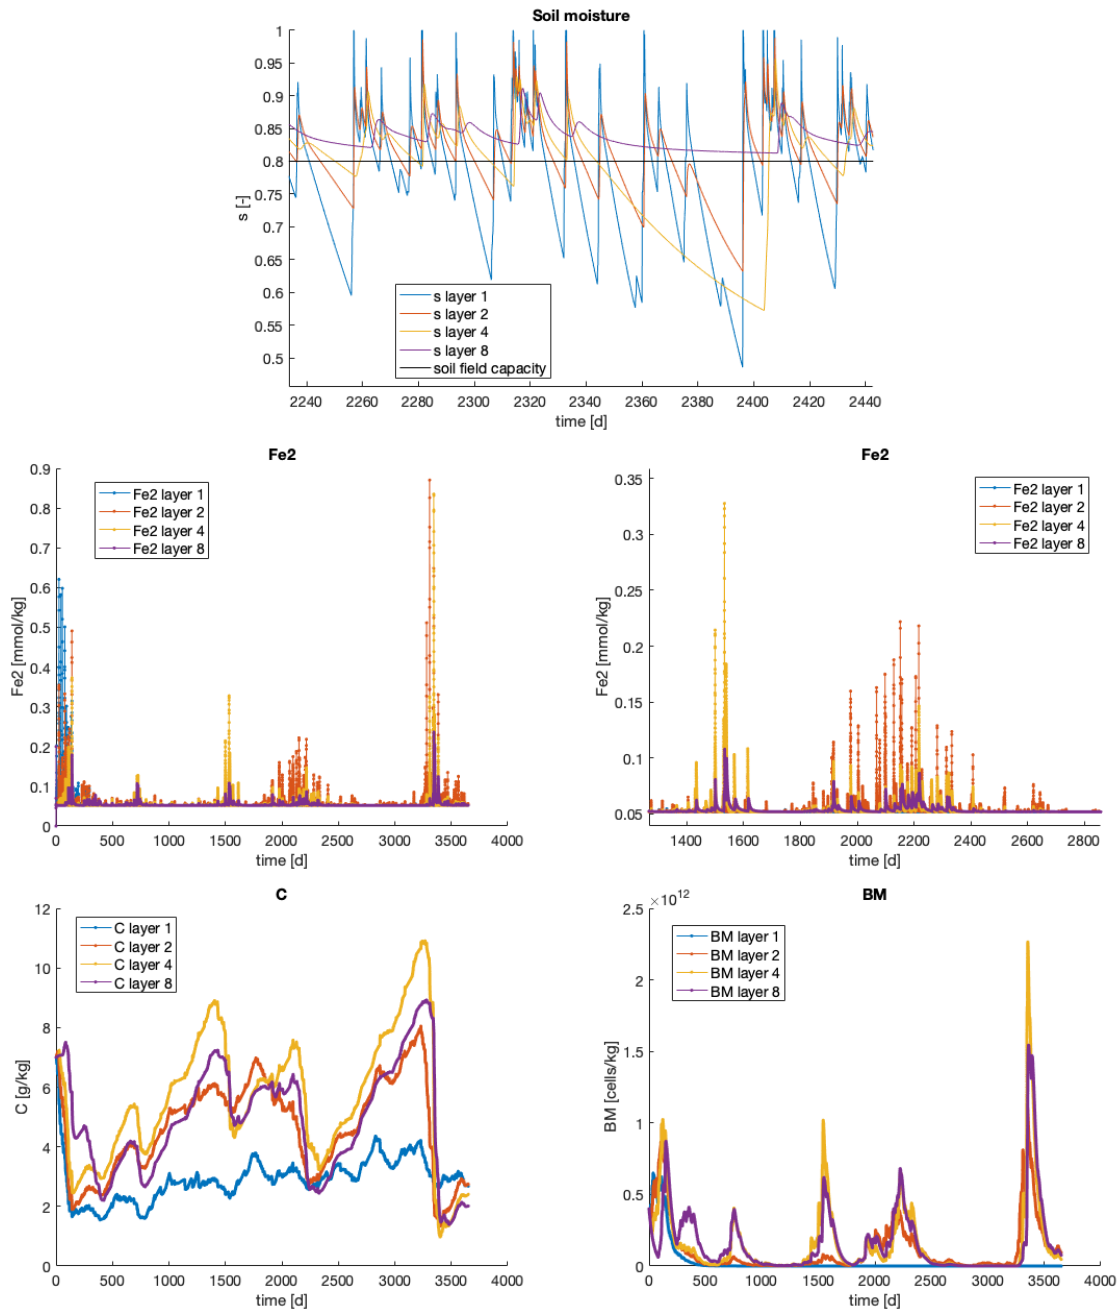 Soil moisture
1
0.95
0.9
0.85
0.8
0.75
0.7
0.65
0.6
0.55
0.5
s [-]
s layer 1
s layer 2
s layer 4
s layer 8
soil field capacity
2240 2260 2280 2300 2320 2340 2360 2380 2400 2420 2440
time [d]
Fe2
0.9
0.8
0.7
0.6
0.5
0.4
0.3
0.2
0.1
0
Fe2 [mmol/kg]
Fe2 layer 1
Fe2 layer 2
Fe2 layer 4
Fe2 layer 8
0 500 1000 1500 2000 2500 3000 3500 4000
time [d]
Fe2
0.35
0.3
0.25
0.2
0.15
0.1
0.05
Fe2 [mmol/kg]
Fe2 layer 1
Fe2 layer 2
Fe2 layer 4
Fe2 layer 8
1400 1600 1800 2000 2200 2400 2600 2800
time [d]
C
12
10
8
6
4
2
0
C [g/kg]
C layer 1
C layer 2
C layer 4
C layer 8
0 500 1000 1500 2000 2500 3000 3500 4000
time [d]
BM
×10^12
2.5
2
1.5
1
0.5
0
BM [cells/kg]
BM layer 1
BM layer 2
BM layer 4
BM layer 8
0 500 1000 1500 2000 2500 3000 3500 4000
time [d]